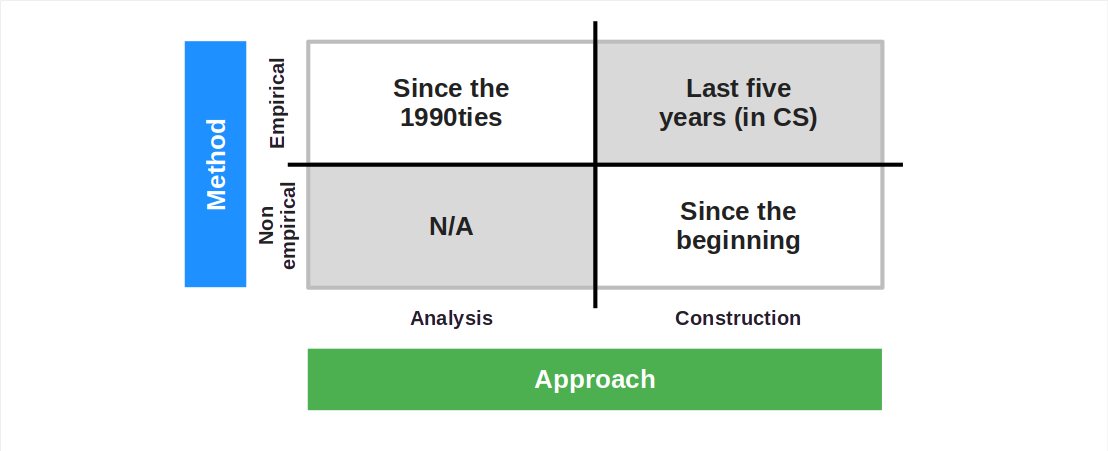 Method
Empirical
Since the
1990ties
Last five
years (in CS)
Non
empirical
N/A
Since the
beginning
Analysis
Construction
Approach